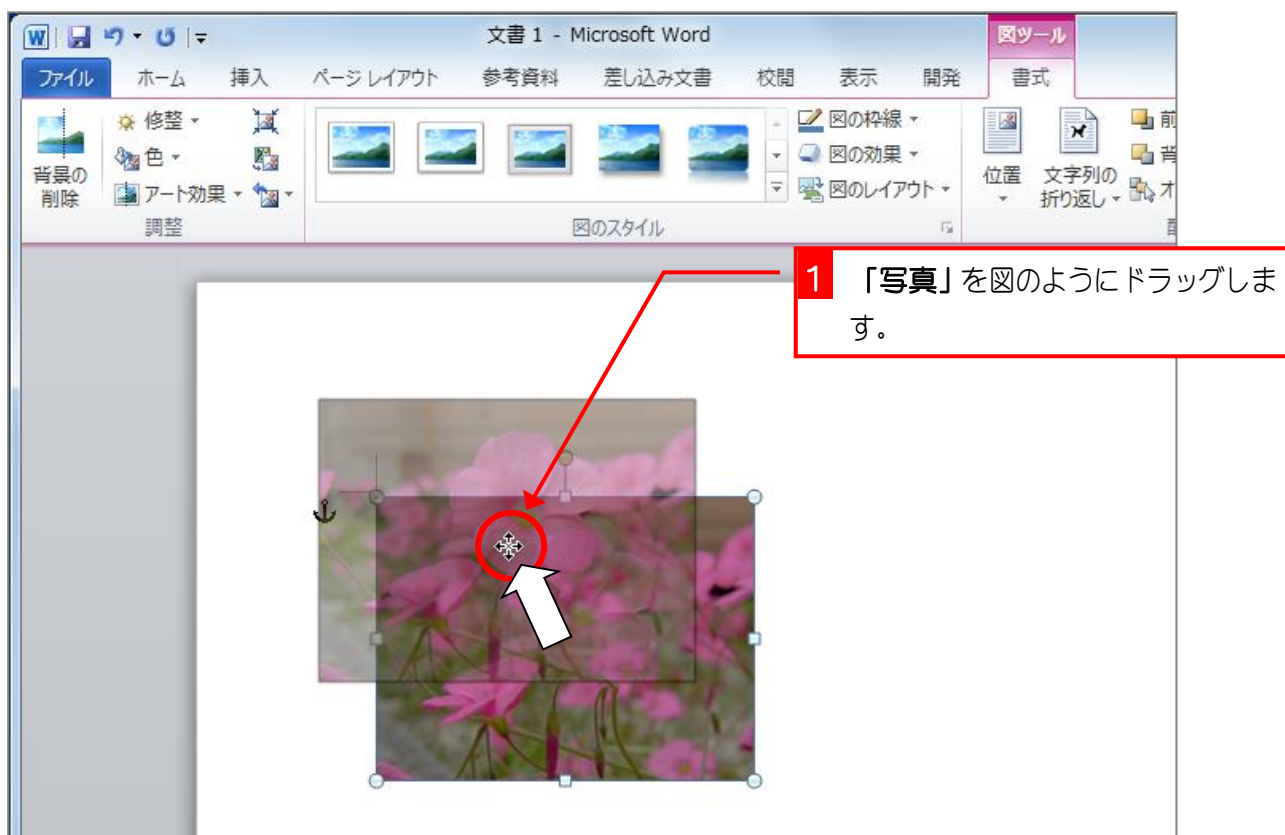 文書 1 - Microsoft Word
図ツール
ファイル ホーム 挿入 ページ レイアウト 参考資料 差し込み文書 校閲 表示 開発 書式
背景の
削除
修整
色
アート効果
調整
図のスタイル
図の枠線
図の効果
図のレイアウト
位置
文字列の
折り返し
前
背
オ
1 「写真」を図のようにドラッグしま
す。